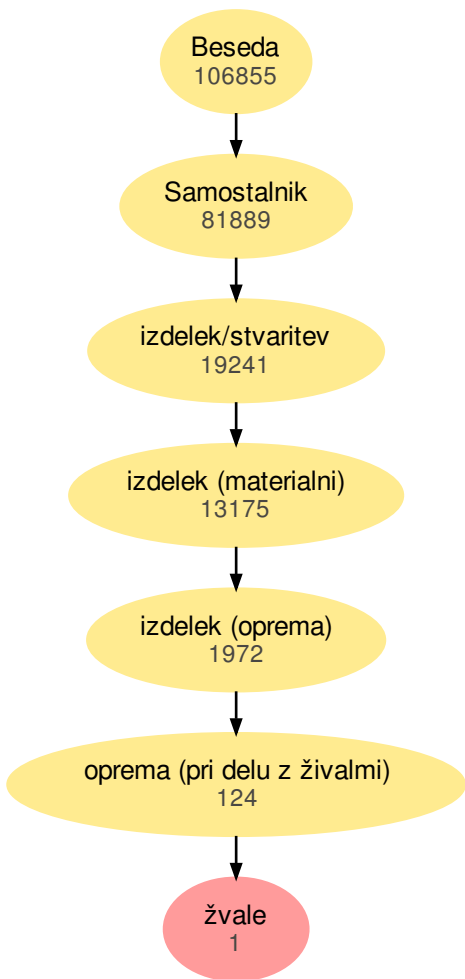 Beseda
106855
Samostalnik
81889
izdelek/stvaritev
19241
izdelek (materialni)
13175
izdelek (oprema)
1972
oprema (pri delu z živalmi)
124
žvale
1